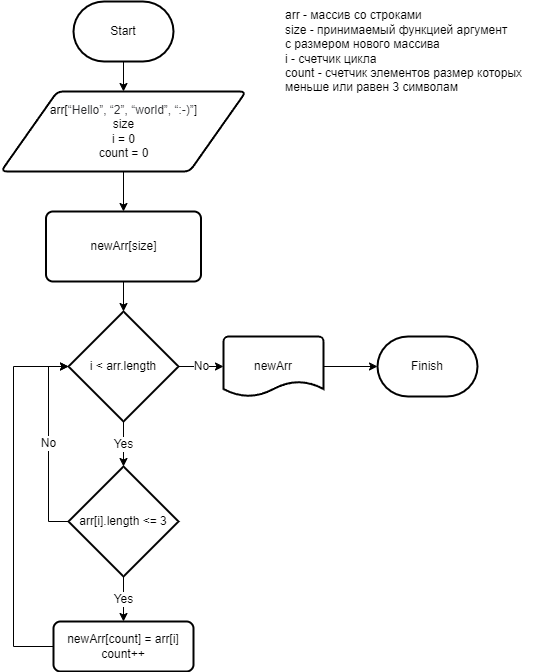 Start
arr - массив со строками
size - принимаемый функцией аргумент
с размером нового массива
i - счетчик цикла
count - счетчик элементов размер которых
меньше или равен 3 символам
arr[“Hello”, “2”, “world”, “:-)”]
size
i = 0
count = 0
newArr[size]
i < arr.length
No
newArr
Finish
Yes
No
arr[i].length <= 3
Yes
newArr[count] = arr[i]
count++